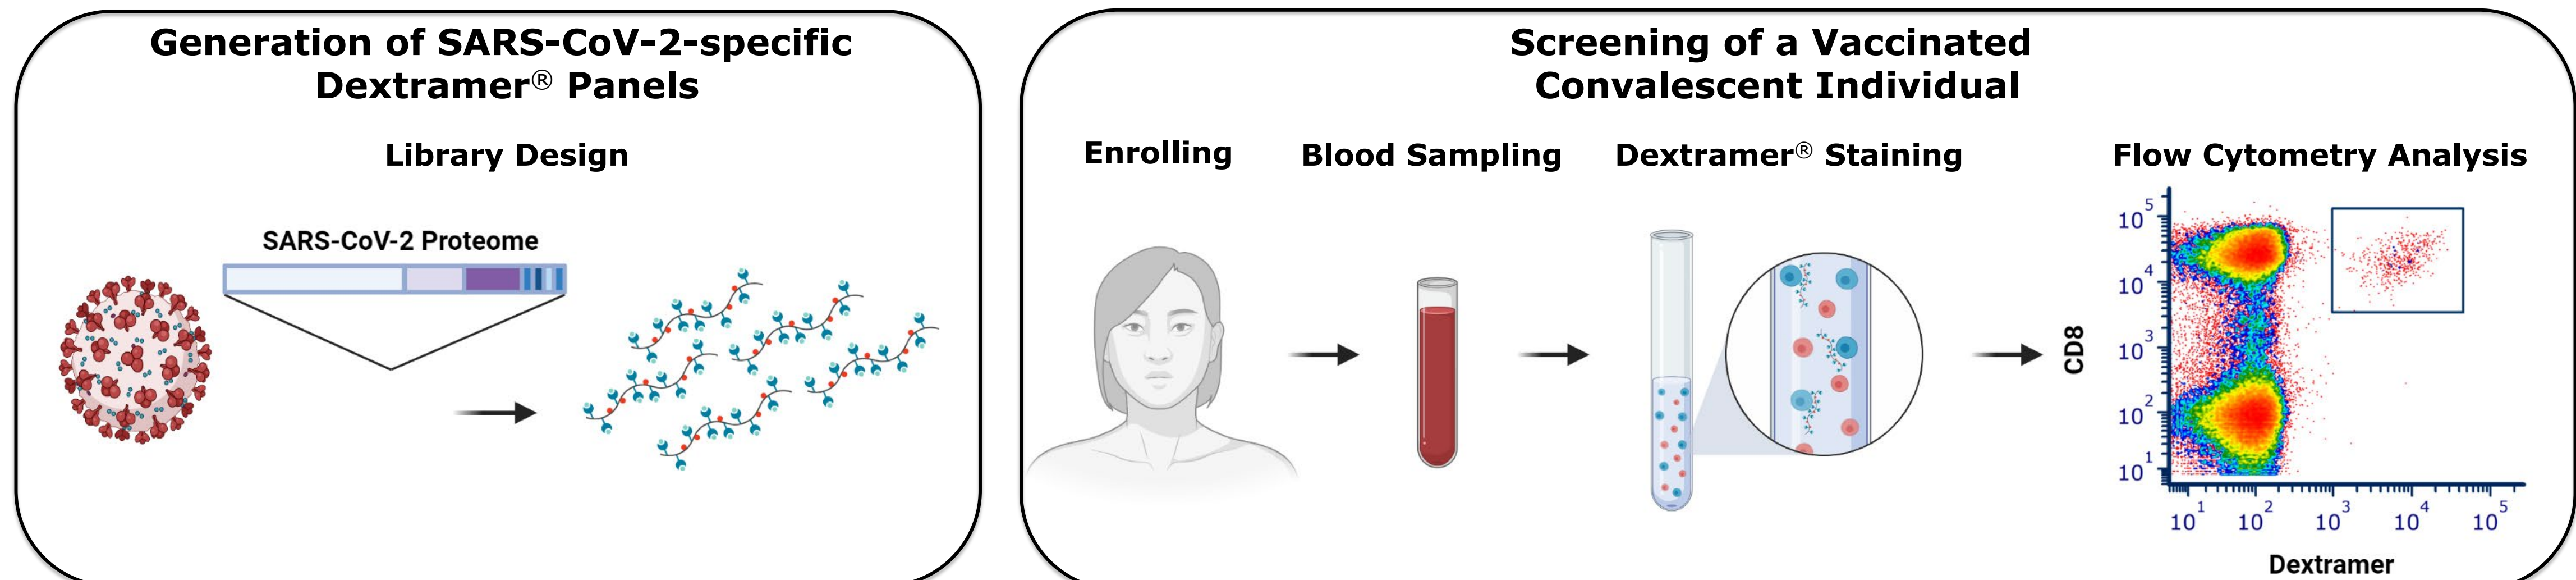 Generation of SARS-CoV-2-specific
Dextramer® Panels
Library Design
SARS-CoV-2 Proteome
Screening of a Vaccinated
Convalescent Individual
Enrolling
Blood Sampling
Dextramer® Staining
Flow Cytometry Analysis
10^5
10^4
10^3
10^2
10^1
CD8
10^1 10^2 10^3 10^4 10^5
Dextramer